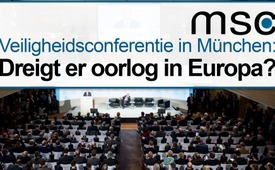 msc
Veiligheidsconferentie in München:
Dreigt er oorlog in Europa?